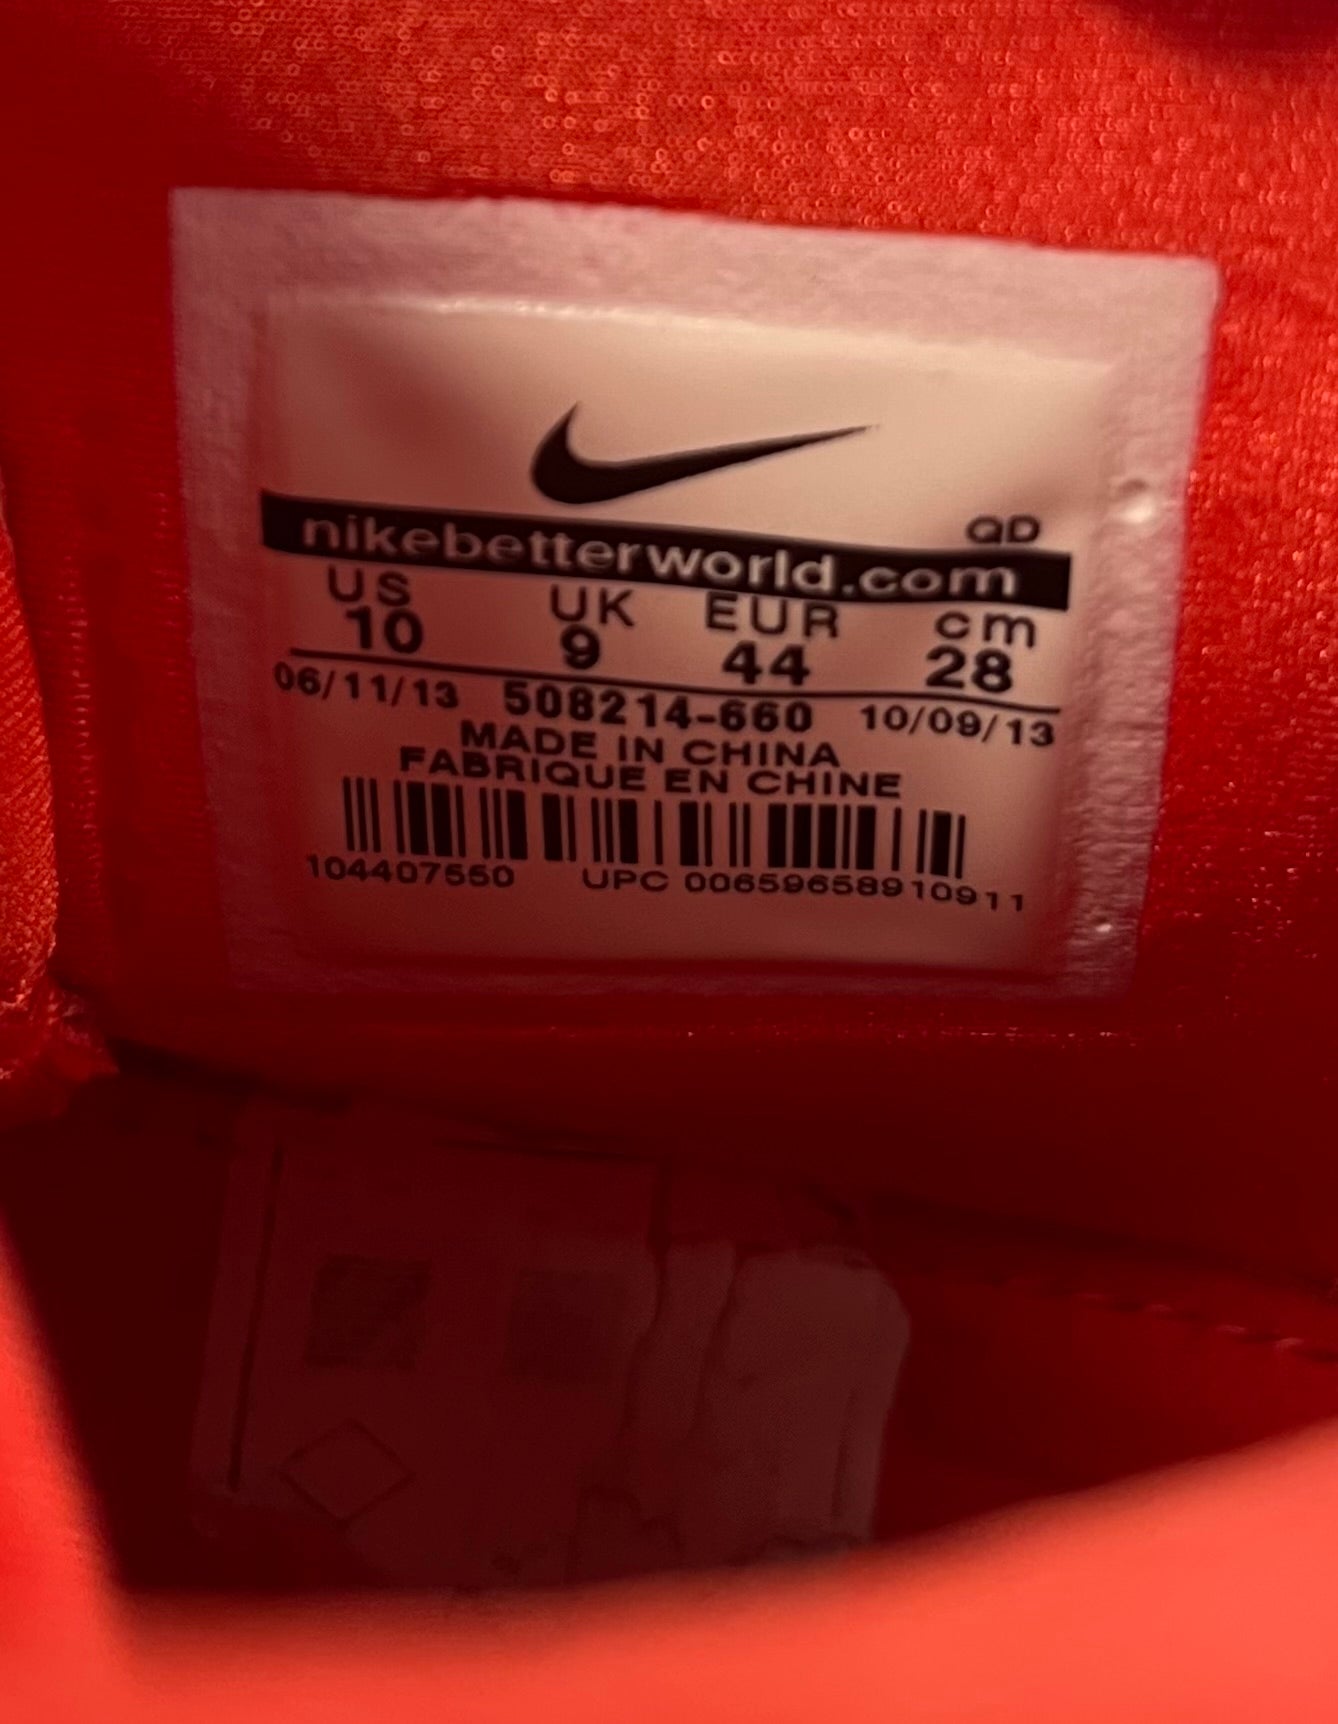 QD
nikebetterworld.com
US UK EUR cm
10 9 44 28
06/11/13 508214-660 10/09/13
MADE IN CHINA
FABRIQUE EN CHINE
104407550 UPC 00659658910911